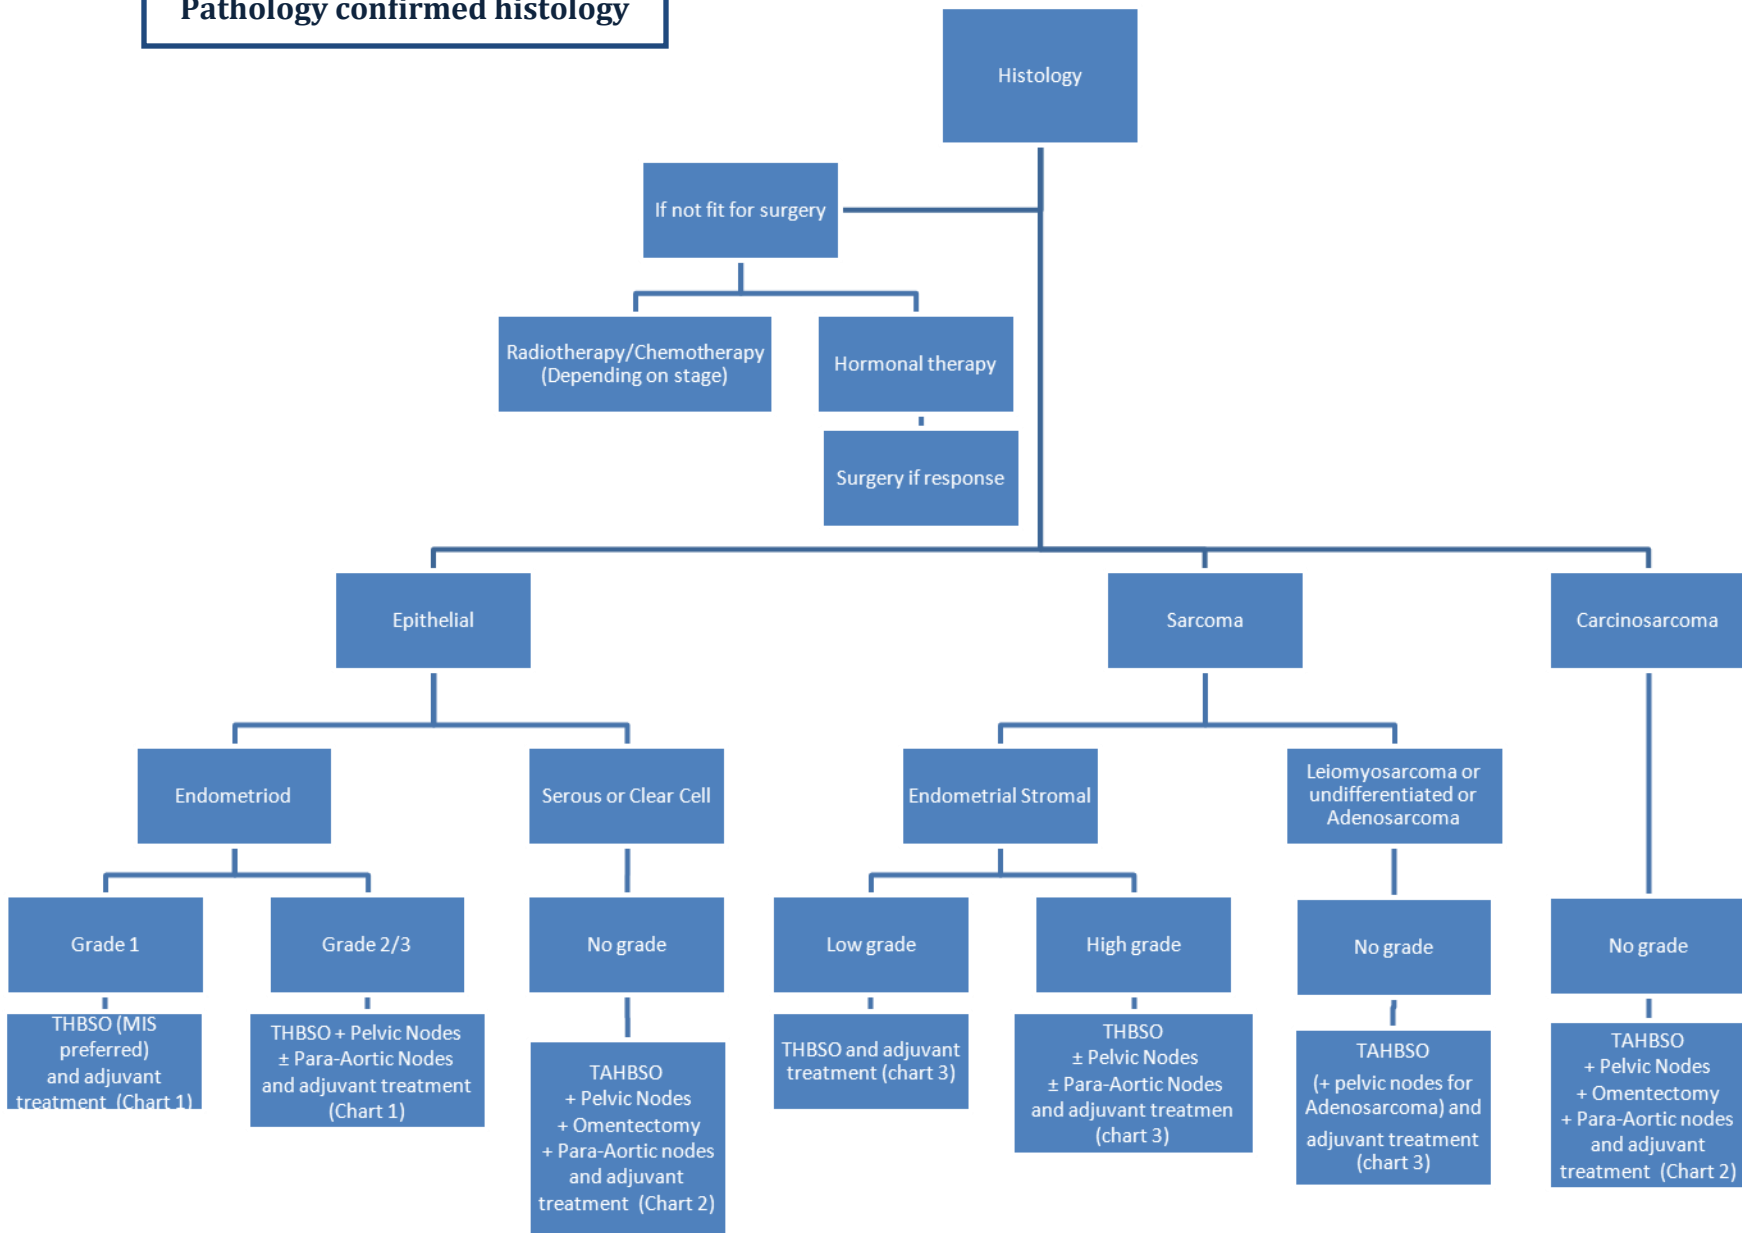 Pathology confirmed histology
Histology
If not fit for surgery
Radiotherapy/Chemotherapy
(Depending on stage)
Hormonal therapy
Surgery if response
Epithelial
Sarcoma
Carcinosarcoma
Endometriod
Serous or Clear Cell
Endometrial Stromal
Leiomyosarcoma or
undifferentiated or
Adenosarcoma
Grade 1
Grade 2/3
No grade
Low grade
High grade
No grade
No grade
THBSO (MIS
preferred)
and adjuvant
treatment (Chart 1)
THBSO + Pelvic Nodes
± Para-Aortic Nodes
and adjuvant treatment
(Chart 1)
TAHBSO
+ Pelvic Nodes
+ Omentectomy
+ Para-Aortic nodes
and adjuvant
treatment (Chart 2)
THBSO and adjuvant
treatment (chart 3)
THBSO
± Pelvic Nodes
± Para-Aortic Nodes
and adjuvant treatmen
(chart 3)
TAHBSO
(+ pelvic nodes for
Adenosarcoma) and
adjuvant treatment
(chart 3)
TAHBSO
+ Pelvic Nodes
+ Omentectomy
+ Para-Aortic nodes
and adjuvant
treatment (Chart 2)